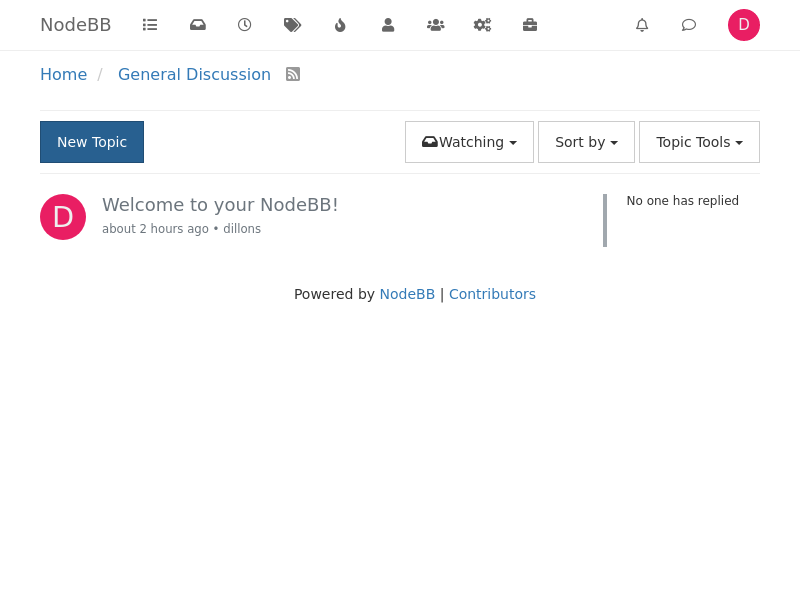 NodeBB D
Home / General Discussion
New Topic Watching Sort by Topic Tools
D Welcome to your NodeBB! No one has replied
about 2 hours ago • dillons
Powered by NodeBB | Contributors